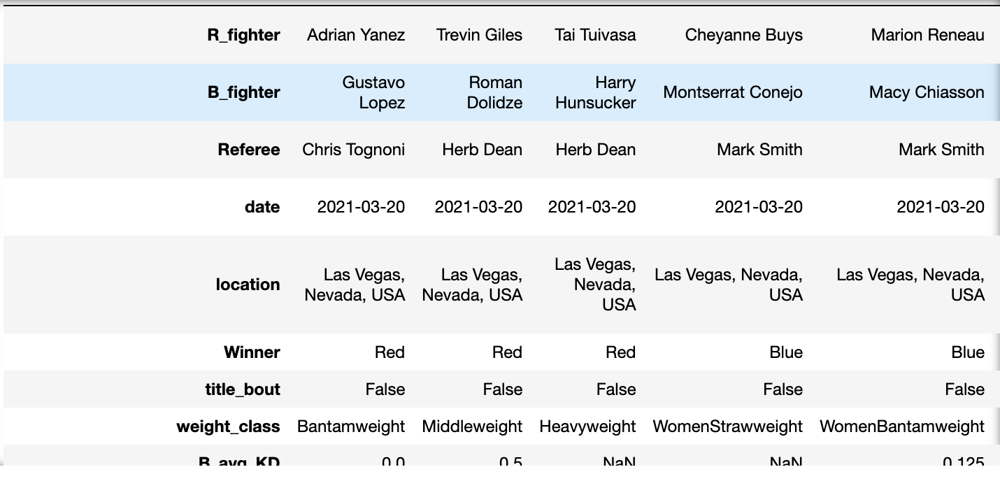 R_fighter Adrian Yanez Trevin Giles Tai Tuivasa Cheyanne Buys Marion Reneau
B_fighter Gustavo Lopez Roman Dolidze Harry Hunsucker Montserrat Conejo Macy Chiasson
Referee Chris Tognoni Herb Dean Herb Dean Mark Smith Mark Smith
date 2021-03-20 2021-03-20 2021-03-20 2021-03-20 2021-03-20
location Las Vegas, Nevada, USA Las Vegas, Nevada, USA Las Vegas, Nevada, USA Las Vegas, Nevada, USA Las Vegas, Nevada, USA
Winner Red Red Red Blue Blue
title_bout False False False False False
weight_class Bantamweight Middleweight Heavyweight WomenStrawweight WomenBantamweight
B_avg_KD 0.0 0.5 NaN NaN 0.125